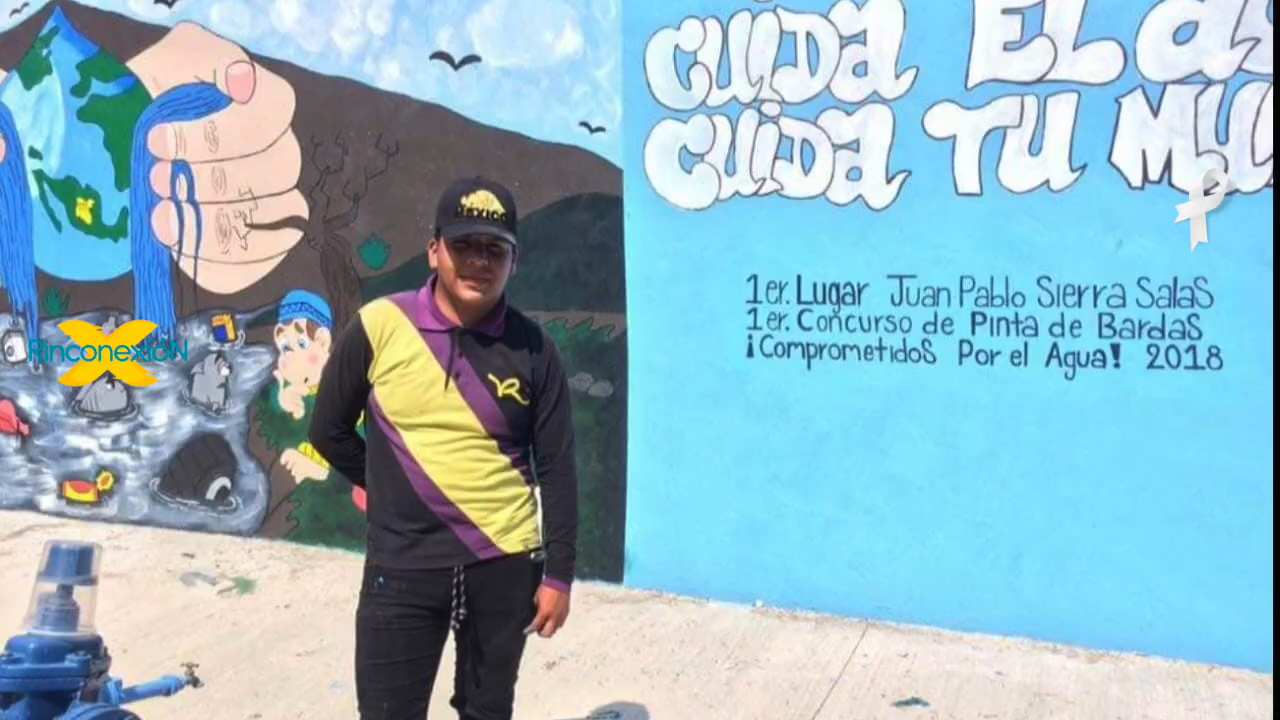 CUIDA EL
CUIDA TU
1er. Lugar Juan Pablo Sierra Salas
1er. Concurso de Pinta de Bardas
¡Comprometidos Por el Agua! 2018
MEXICO
RinconexióN
R